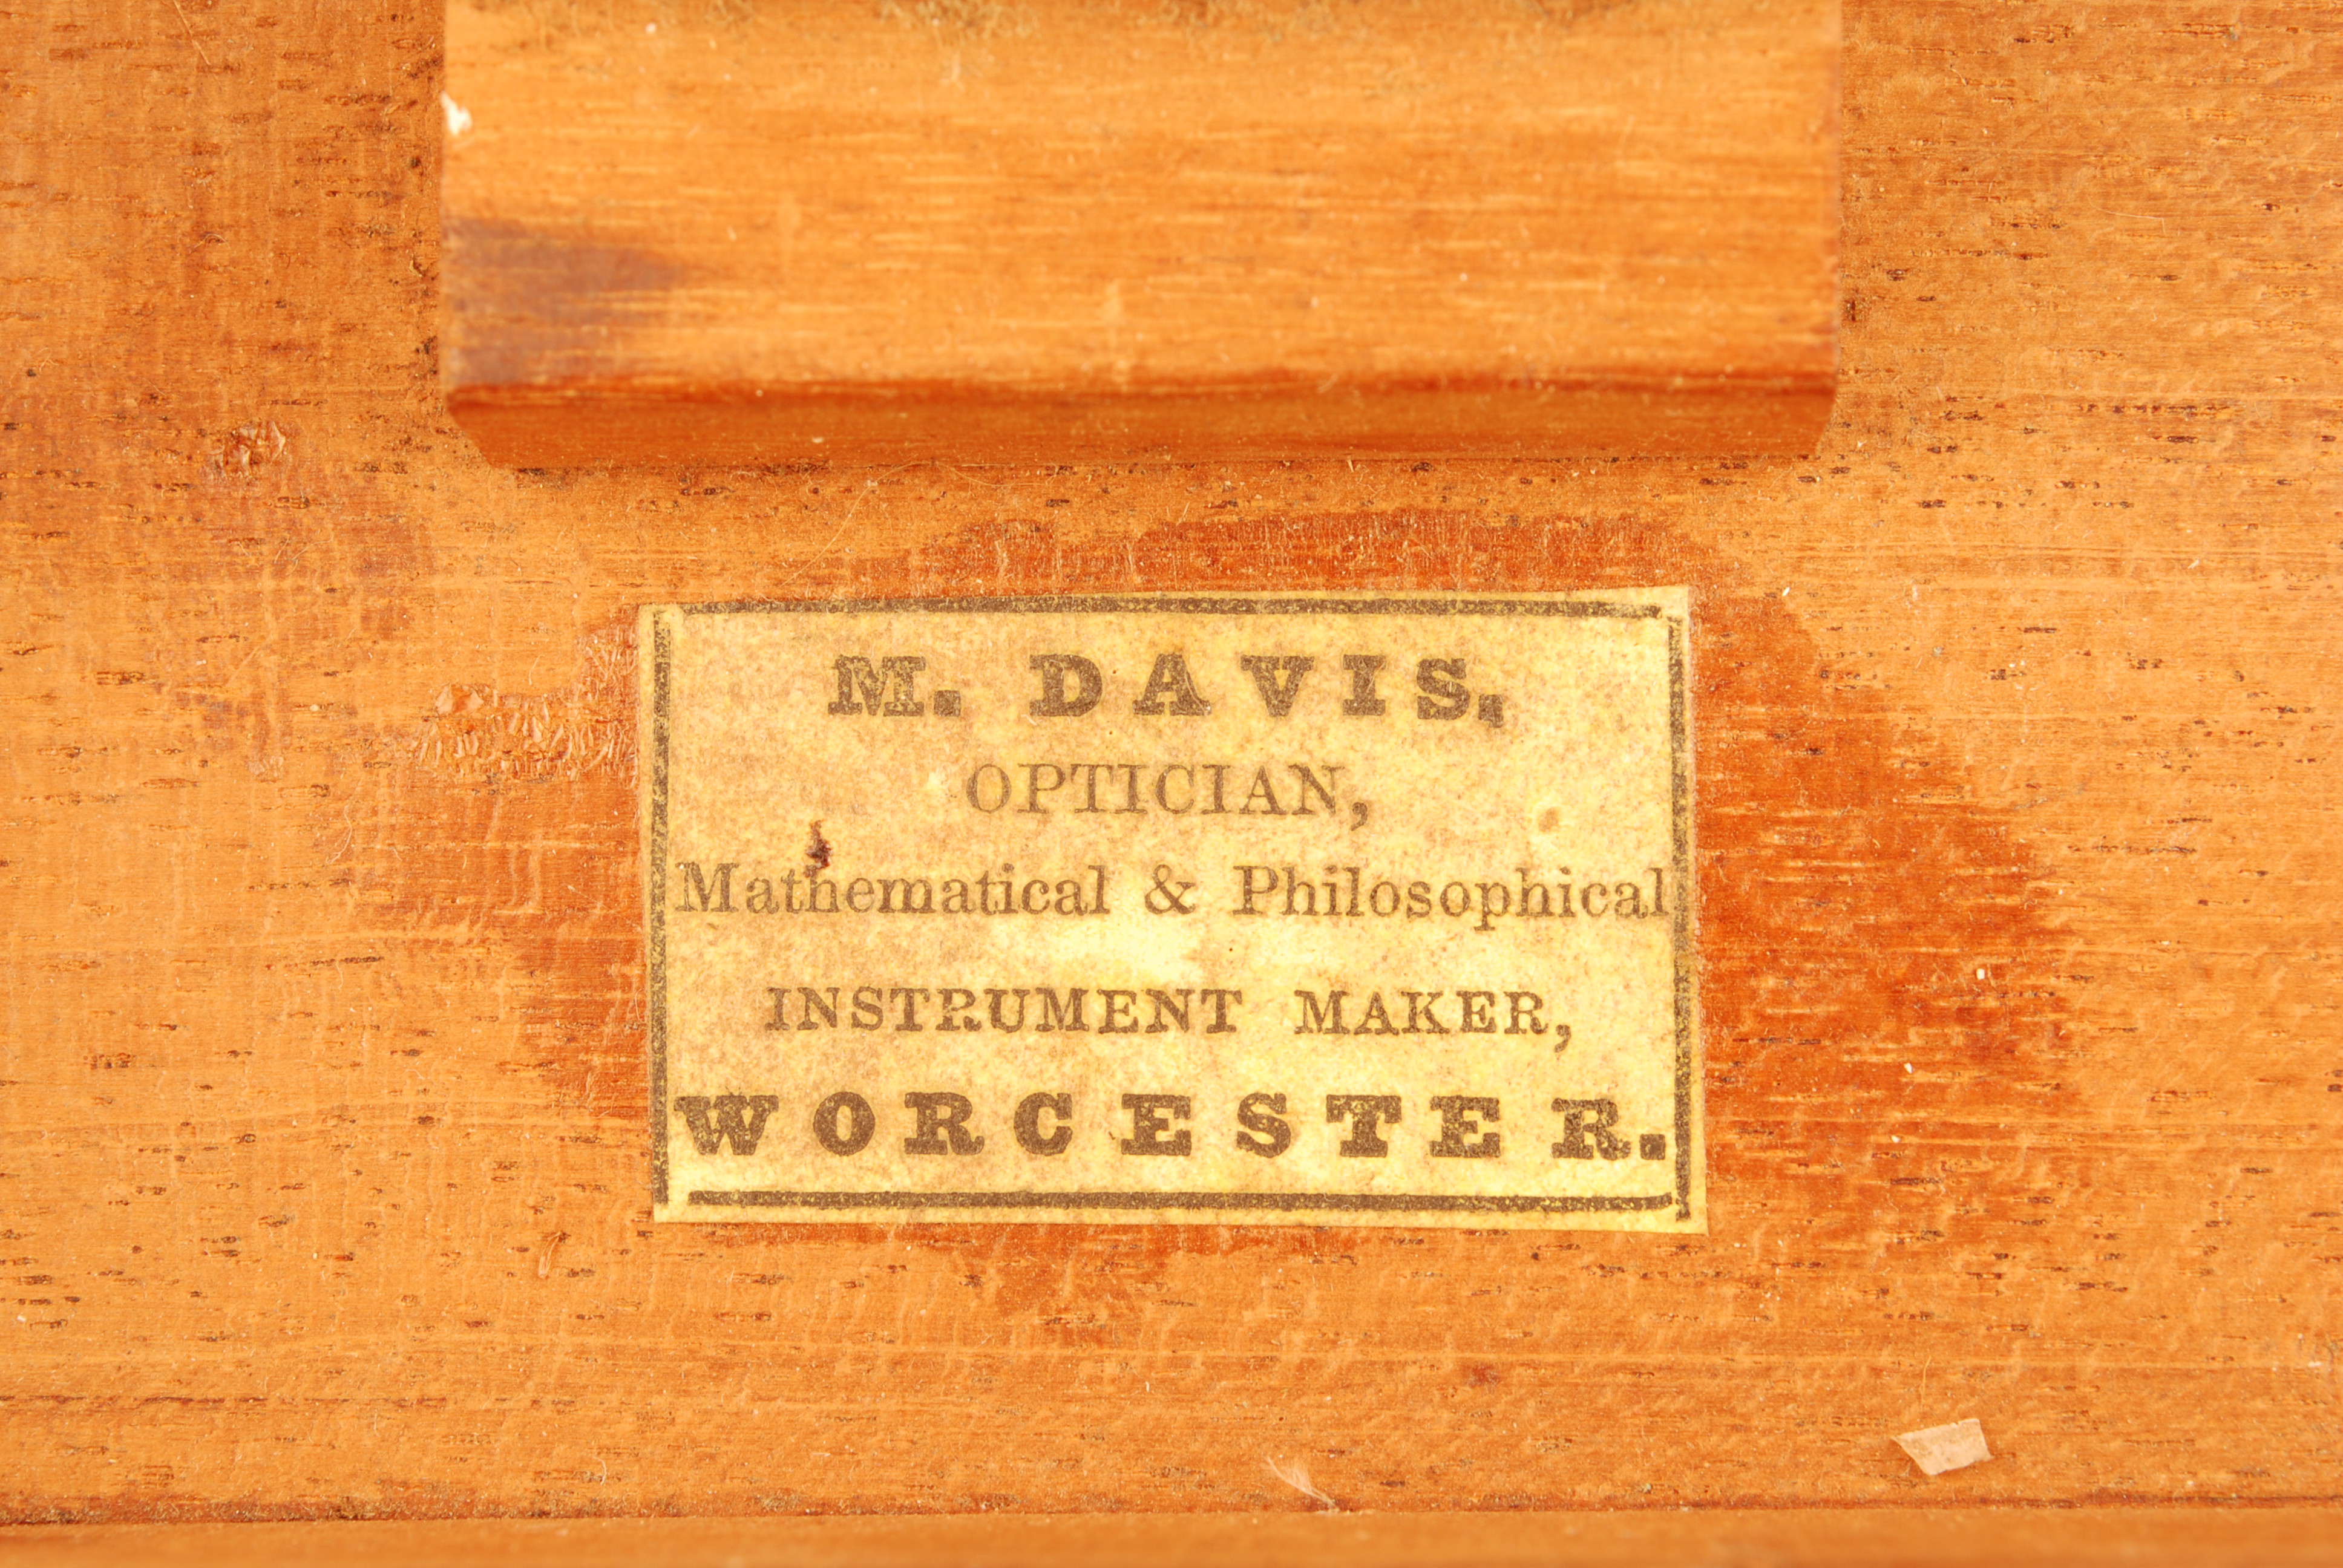 M. DAVIS,
OPTICIAN,
Mathematical & Philosophical
INSTRUMENT MAKER,
WORCESTER.